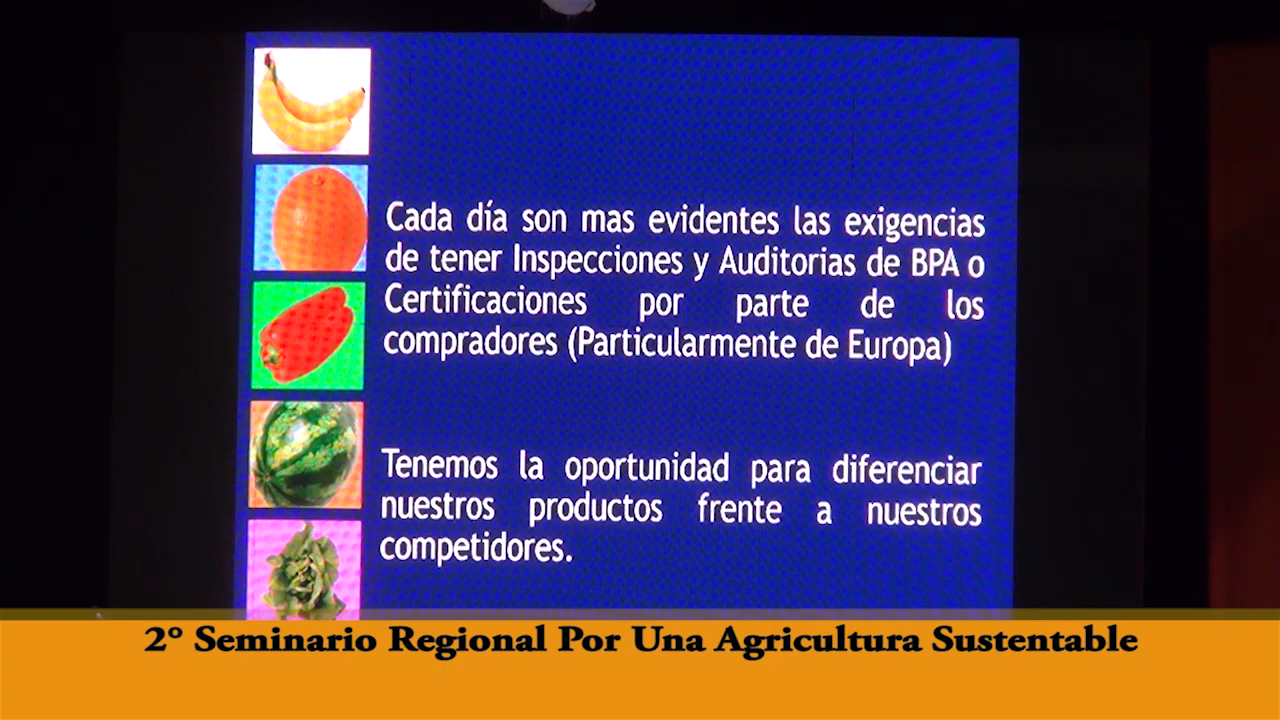 Cada día son mas evidentes las exigencias
de tener Inspecciones y Auditorias de BPA o
Certificaciones por parte de los
compradores (Particularmente de Europa)
Tenemos la oportunidad para diferenciar
nuestros productos frente a nuestros
competidores.
2° Seminario Regional Por Una Agricultura Sustentable